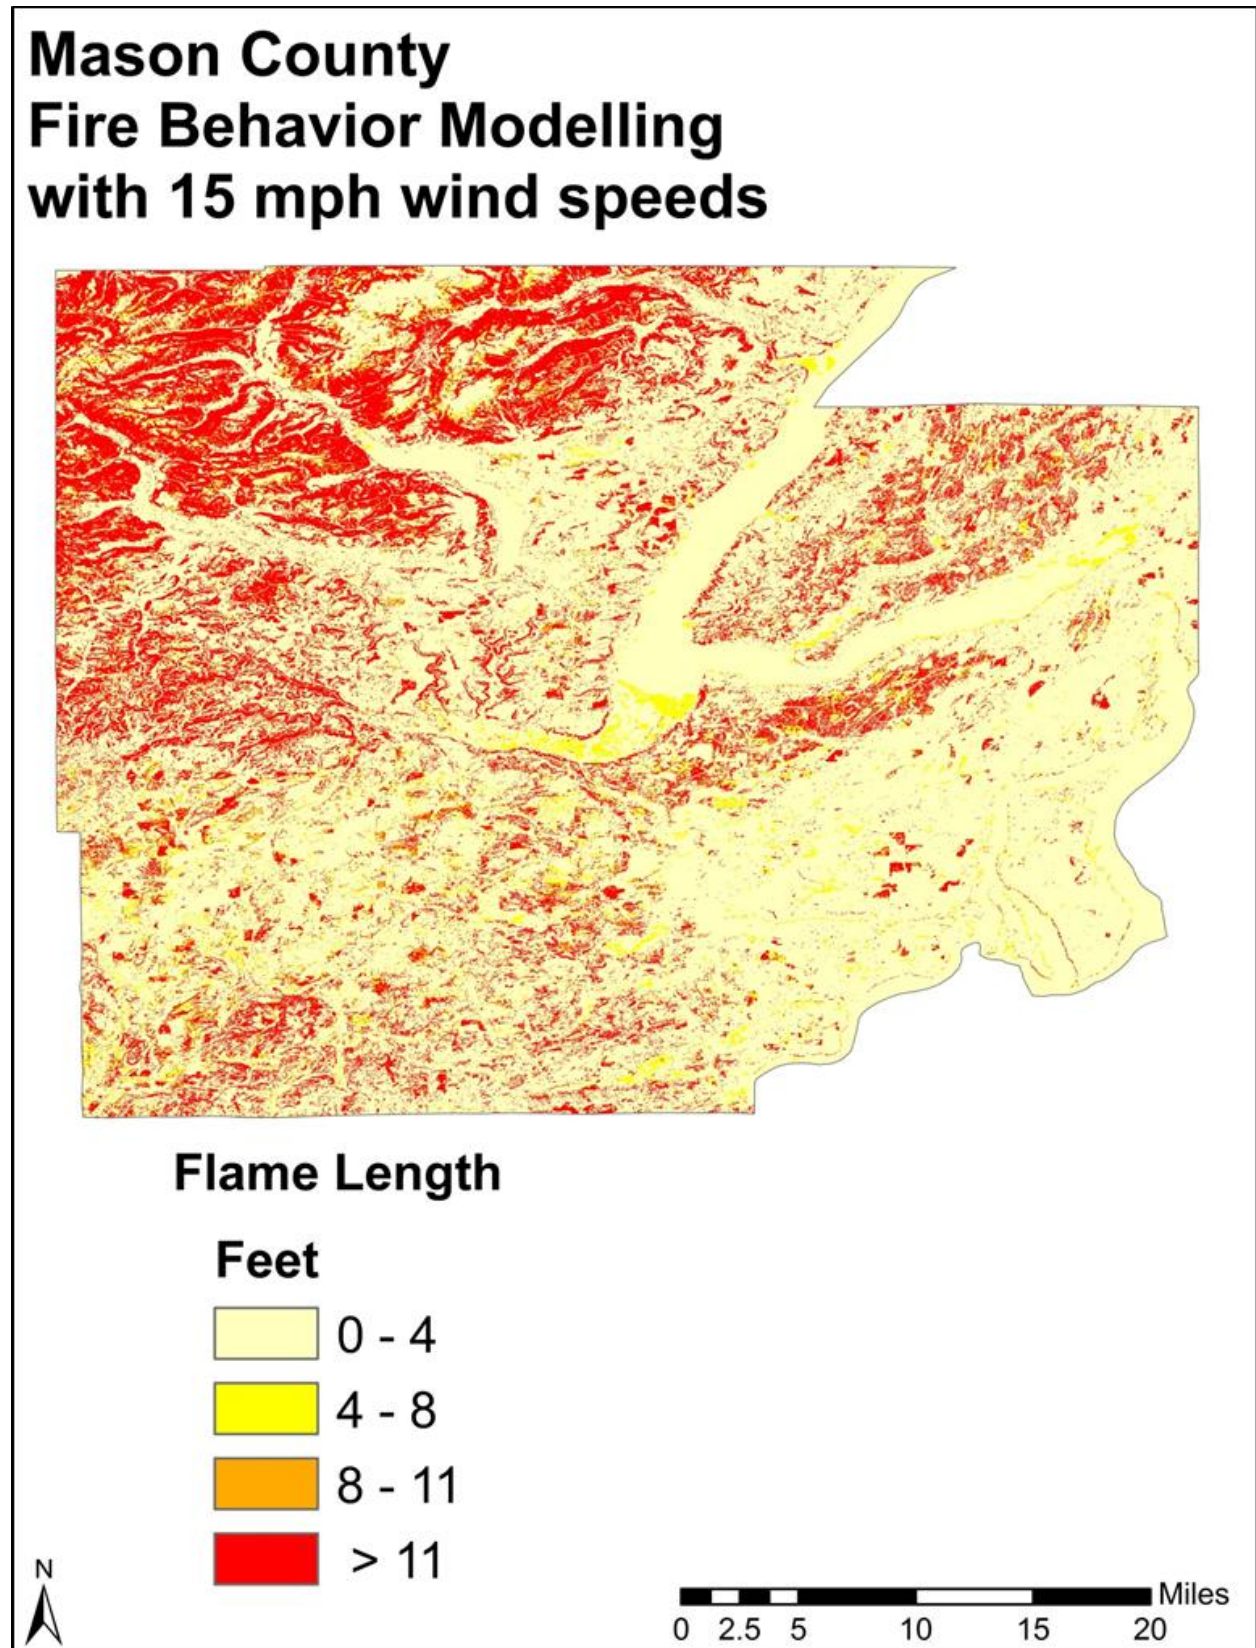 Mason County
Fire Behavior Modelling
with 15 mph wind speeds
Flame Length
Feet
0 - 4
4 - 8
8 - 11
> 11
N
Miles
0 2.5 5 10 15 20